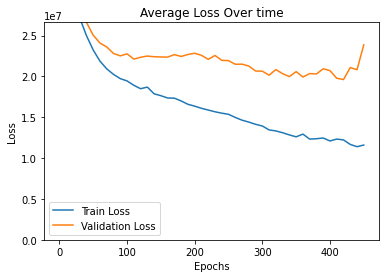 Average Loss Over time
1e7
2.5
2.0
1.5
1.0
0.5
0.0
Loss
Train Loss
Validation Loss
0 100 200 300 400
Epochs